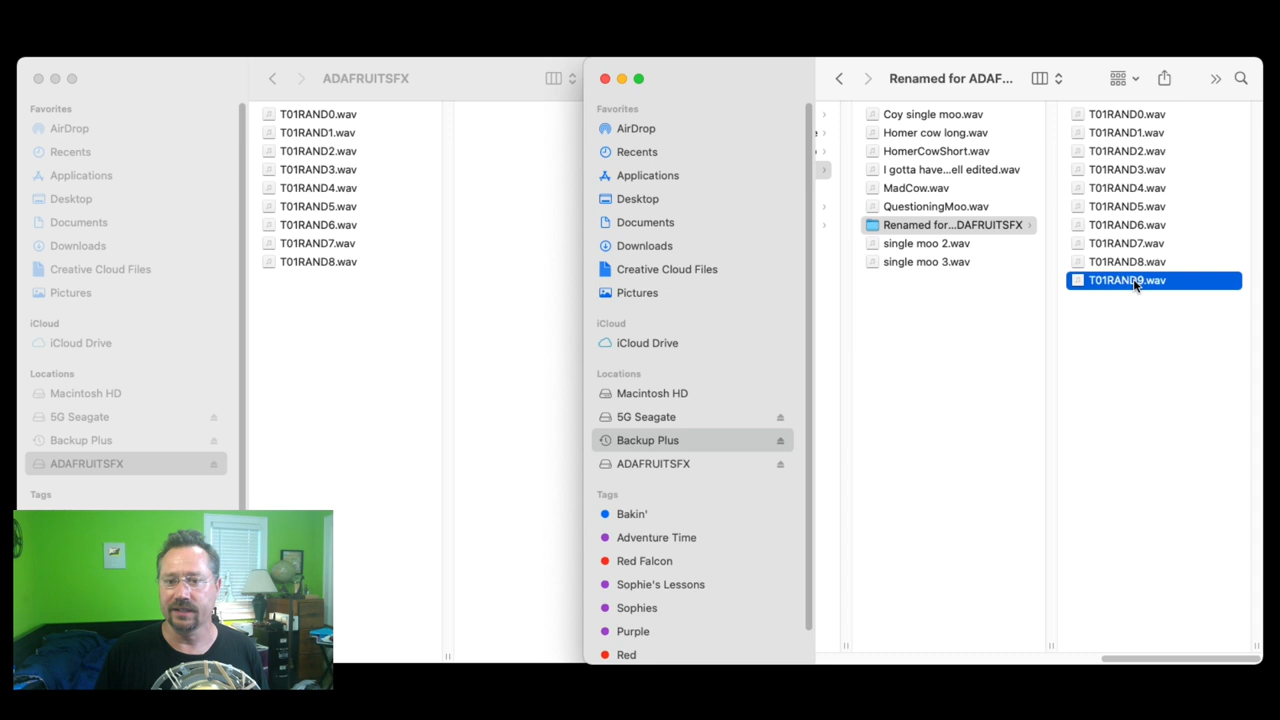 ADAFRUITSFX
Favorites
AirDrop
Recents
Applications
Desktop
Documents
Downloads
Creative Cloud Files
Pictures
iCloud
iCloud Drive
Locations
Macintosh HD
5G Seagate
Backup Plus
ADAFRUITSFX
Tags
T01RAND0.wav
T01RAND1.wav
T01RAND2.wav
T01RAND3.wav
T01RAND4.wav
T01RAND5.wav
T01RAND6.wav
T01RAND7.wav
T01RAND8.wav
Renamed for ADAF...
Favorites
AirDrop
Recents
Applications
Desktop
Documents
Downloads
Creative Cloud Files
Pictures
iCloud
iCloud Drive
Locations
Macintosh HD
5G Seagate
Backup Plus
ADAFRUITSFX
Tags
Bakin'
Adventure Time
Red Falcon
Sophie's Lessons
Sophies
Purple
Red
Coy single moo.wav
Homer cow long.wav
HomerCowShort.wav
I gotta have...ell edited.wav
MadCow.wav
QuestioningMoo.wav
Renamed for...DAFRUITSFX
single moo 2.wav
single moo 3.wav
T01RAND0.wav
T01RAND1.wav
T01RAND2.wav
T01RAND3.wav
T01RAND4.wav
T01RAND5.wav
T01RAND6.wav
T01RAND7.wav
T01RAND8.wav
T01RAND9.wav